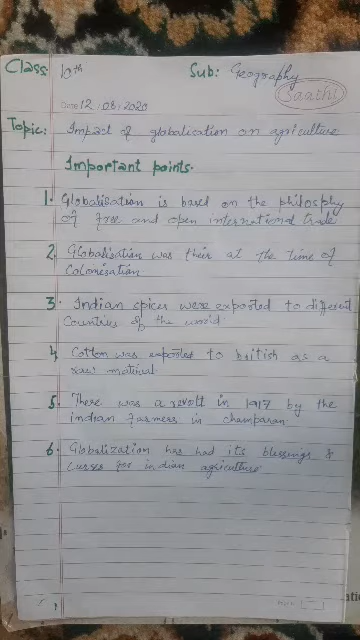 Class: 10th Sub: Geography
Saathi
Date 12/08/2020
Topic: Impact of globalisation on agriculture
Important points.
1. Globalisation is based on the philosphy
of free and open international trade
2. Globalisation was their at the time of
colonisation
3. Indian spices were exported to different
countries of the world.
4. Cotton was exported to british as a
raw material
5. There was a revolt in 1917 by the
indian farmers in champaran.
6. Globalization has had its blessings &
curses for indian agriculture